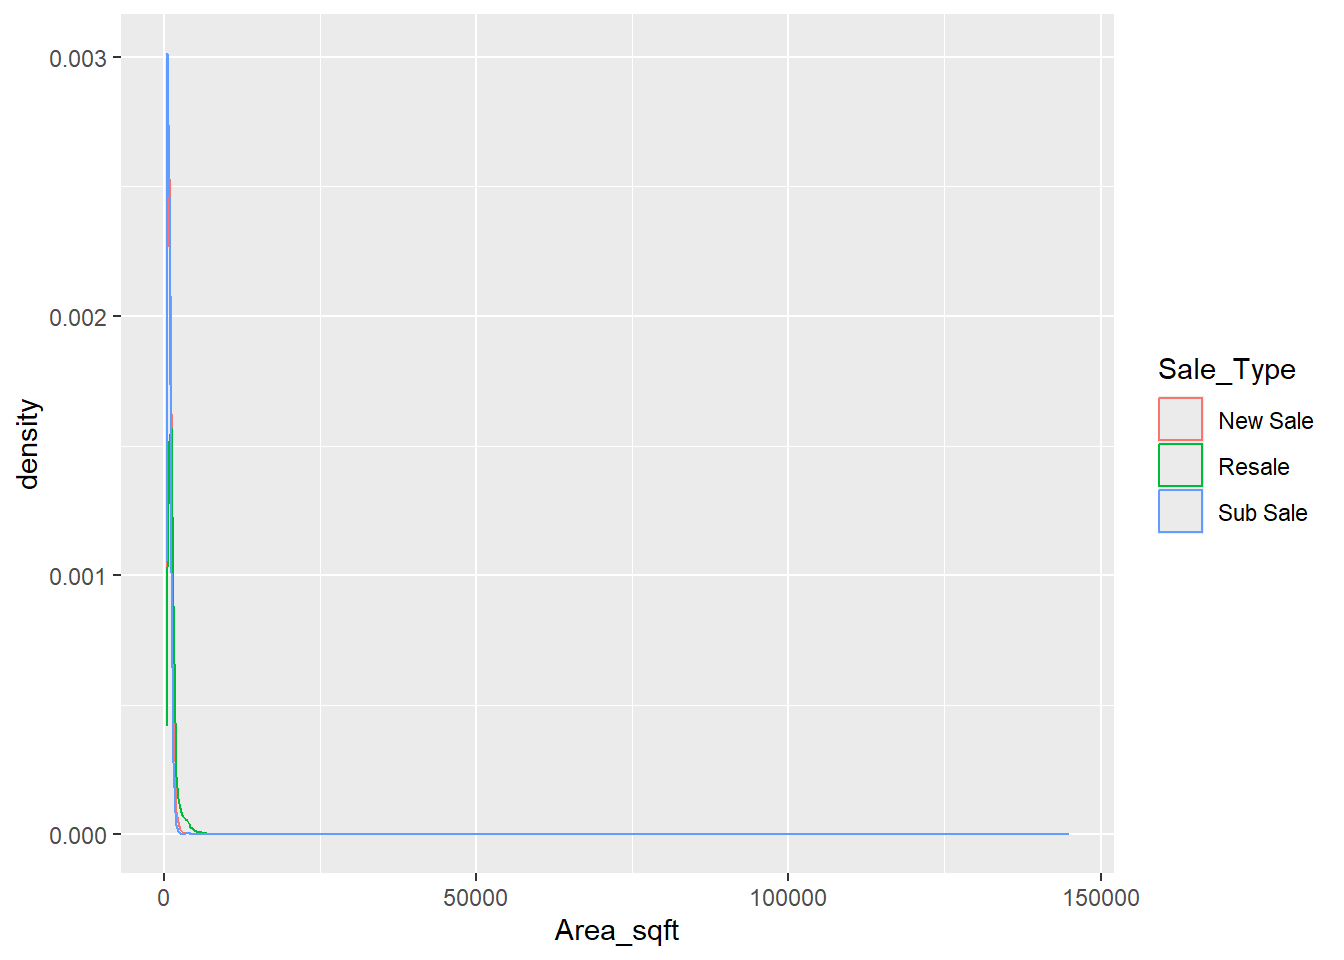 0.003
0.002
0.001
0.000
density
0
50000
100000
150000
Area_sqft
Sale_Type
New Sale
Resale
Sub Sale